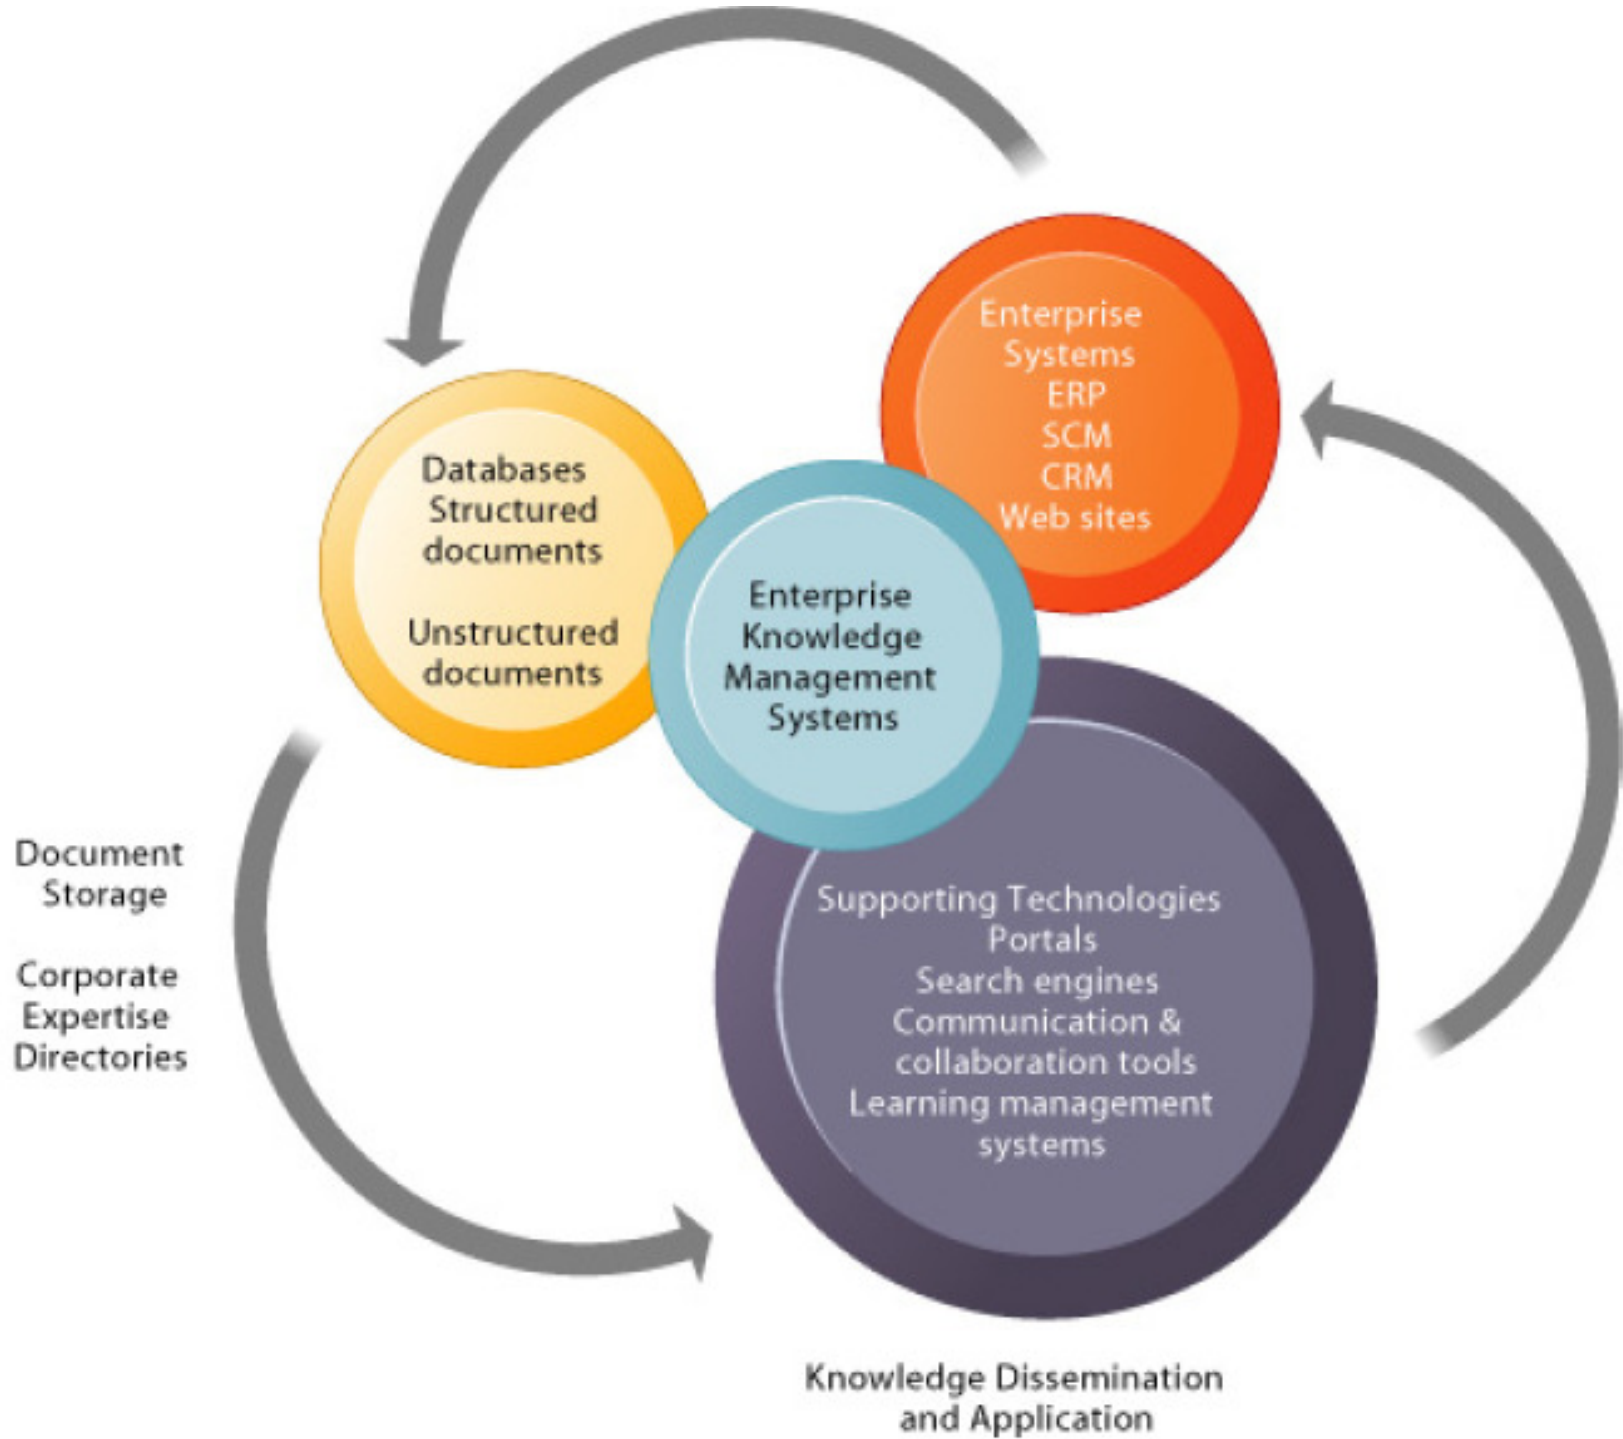 Enterprise
Systems
ERP
SCM
CRM
Web sites
Databases
Structured
documents
Unstructured
documents
Enterprise
Knowledge
Management
Systems
Document
Storage
Corporate
Expertise
Directories
Supporting Technologies
Portals
Search engines
Communication &
collaboration tools
Learning management
systems
Knowledge Dissemination
and Application